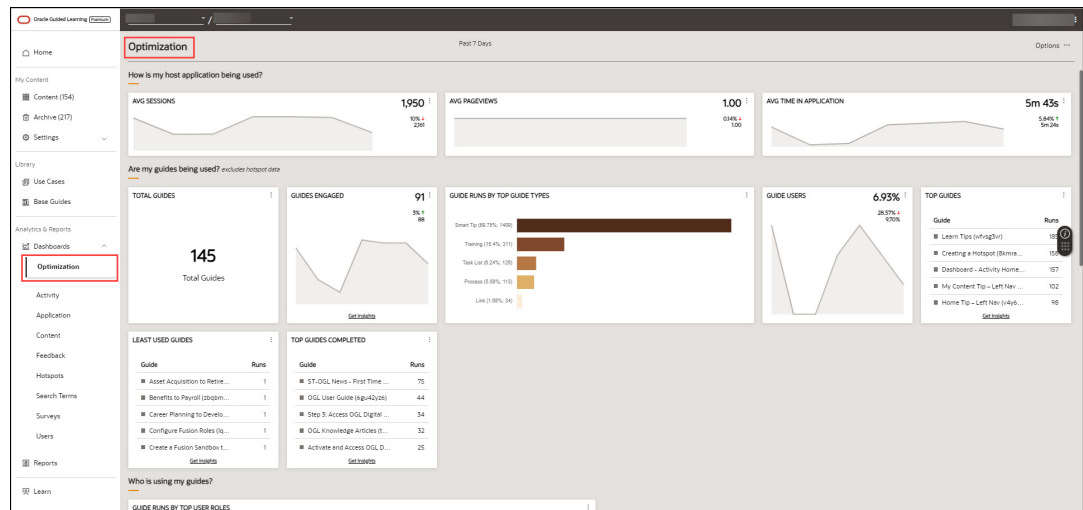 Oracle Guided Learning Premium
/
Home
My Content
Content (154)
Archive (217)
Settings
Library
Use Cases
Base Guides
Analytics & Reports
Dashboards
Optimization
Activity
Application
Content
Feedback
Hotspots
Search Terms
Surveys
Users
Reports
Learn
Optimization
Past 7 Days
Options ...
How is my host application being used?
AVG SESSIONS
1,950
10%
2,161
AVG PAGEVIEWS
1.00
0.14%
1.00
AVG TIME IN APPLICATION
5m 43s
5.84%
5m 24s
Are my guides being used? excludes hotspot data
TOTAL GUIDES
145
Total Guides
GUIDES ENGAGED
91
3%
88
Get Insights
GUIDE RUNS BY TOP GUIDE TYPES
Smart Tip (69.75%; 1409)
Training (15.4%; 311)
Task List (6.24%; 126)
Process (5.59%; 113)
Link (1.68%; 34)
GUIDE USERS
6.93%
28.57%
9.70%
TOP GUIDES
Guide Runs
Learn Tips (wfvsg3vr)
Creating a Hotspot (8kmra...
Dashboard - Activity Home... 157
My Content Tip – Left Nav ... 102
Home Tip – Left Nav (v4y6... 98
Get Insights
LEAST USED GUIDES
Guide Runs
Asset Acquisition to Retire... 1
Benefits to Payroll (zbqbm... 1
Career Planning to Develo... 1
Configure Fusion Roles (lq... 1
Create a Fusion Sandbox t... 1
Get Insights
TOP GUIDES COMPLETED
Guide Runs
ST-OGL News - First Time ... 75
OGL User Guide (6gu42yz6) 44
Step 3: Access OGL Digital ... 34
OGL Knowledge Articles (t... 32
Activate and Access OGL D... 25
Get Insights
Who is using my guides?
GUIDE RUNS BY TOP USER ROLES